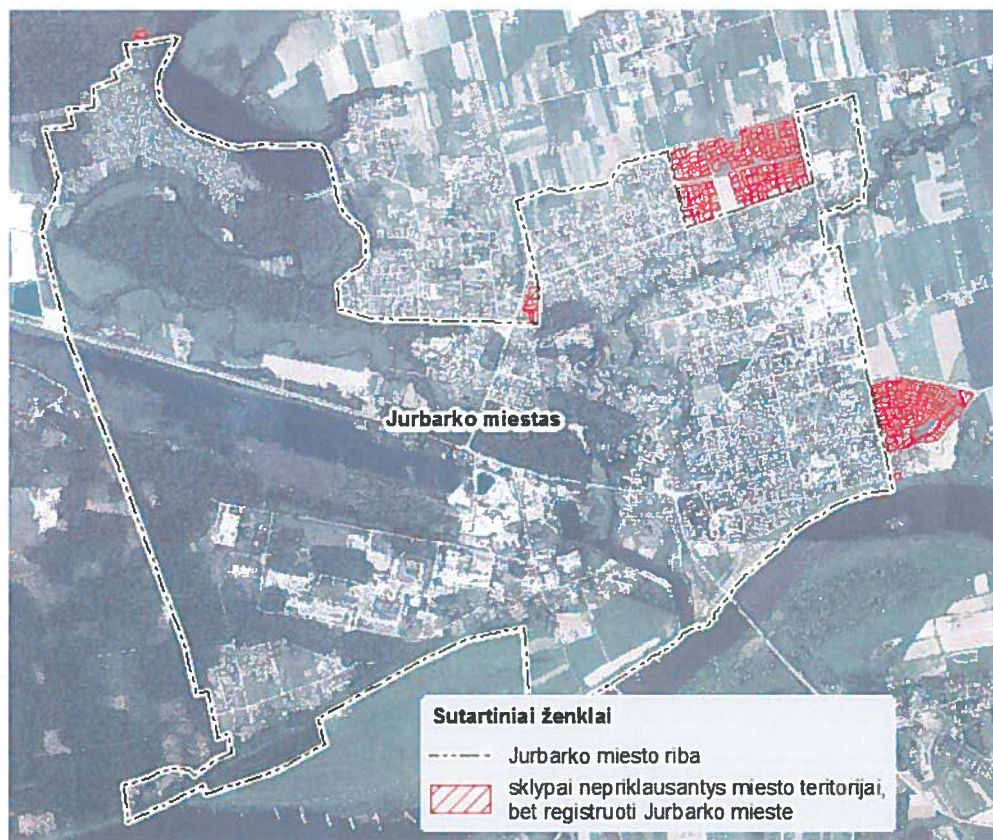 Jurbarko miestas
Sutartiniai ženklai
Jurbarko miesto riba
sklypai nepriklausantys miesto teritorijai,
bet registruoti Jurbarko mieste